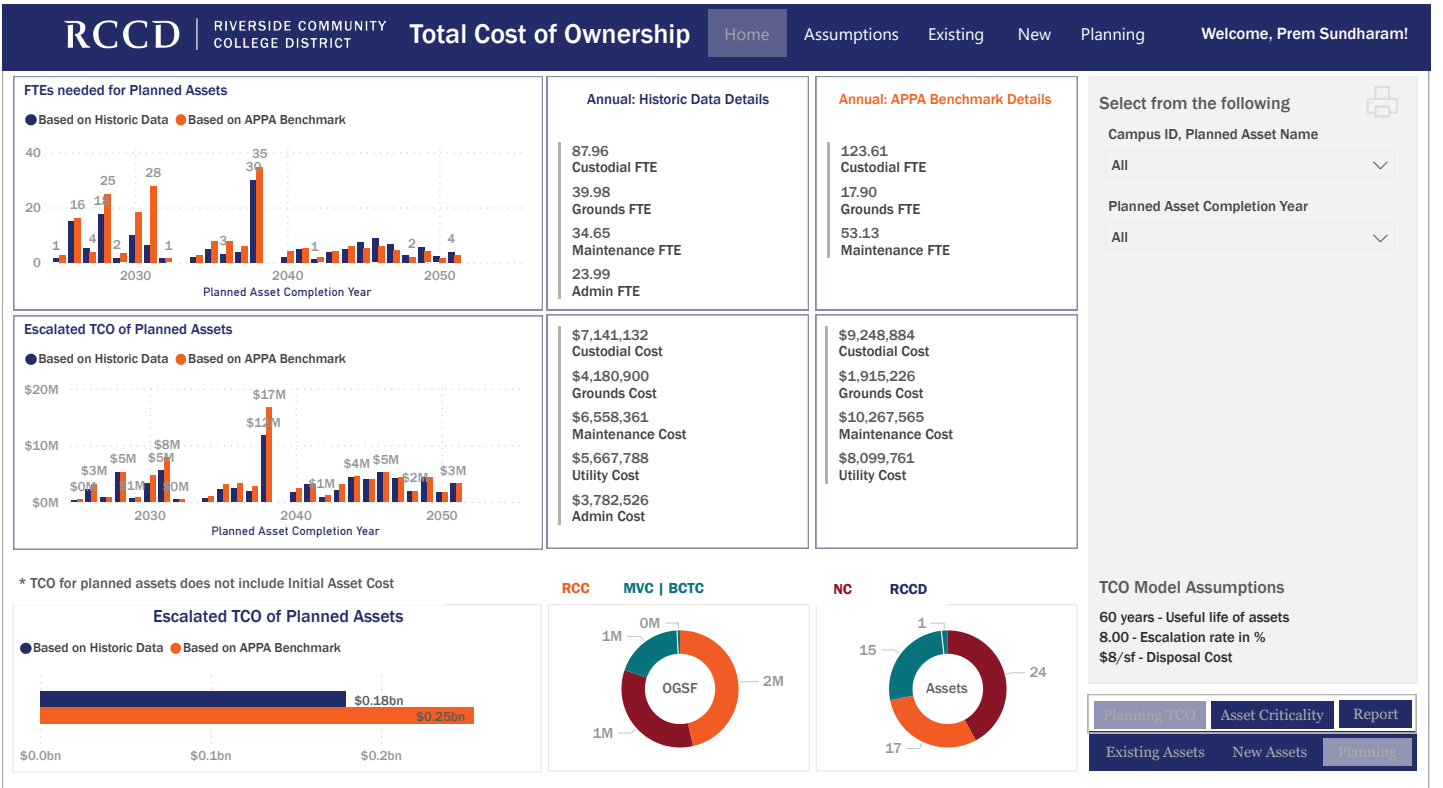 RCCD
RIVERSIDE COMMUNITY
COLLEGE DISTRICT
Total Cost of Ownership
Home
Assumptions
Existing
New
Planning
Welcome, Prem Sundharam!
FTEs needed for Planned Assets
Based on Historic Data
Based on APPA Benchmark
40
20
0
1
16
4
18
25
2
28
1
3
30
35
1
2
4
2030
2040
2050
Planned Asset Completion Year
Annual: Historic Data Details
87.96
Custodial FTE
39.98
Grounds FTE
34.65
Maintenance FTE
23.99
Admin FTE
Annual: APPA Benchmark Details
123.61
Custodial FTE
17.90
Grounds FTE
53.13
Maintenance FTE
Select from the following
Campus ID, Planned Asset Name
All
Planned Asset Completion Year
All
Escalated TCO of Planned Assets
Based on Historic Data
Based on APPA Benchmark
$20M
$10M
$0M
$0M
$3M
$5M
$1M
$5M
$8M
$0M
$12M
$17M
$1M
$4M
$5M
$2M
$3M
2030
2040
2050
Planned Asset Completion Year
$7,141,132
Custodial Cost
$4,180,900
Grounds Cost
$6,558,361
Maintenance Cost
$5,667,788
Utility Cost
$3,782,526
Admin Cost
$9,248,884
Custodial Cost
$1,915,226
Grounds Cost
$10,267,565
Maintenance Cost
$8,099,761
Utility Cost
* TCO for planned assets does not include Initial Asset Cost
Escalated TCO of Planned Assets
Based on Historic Data
Based on APPA Benchmark
$0.18bn
$0.25bn
$0.0bn
$0.1bn
$0.2bn
RCC
MVC | BCTC
NC
RCCD
0M
1M
2M
1M
OGSF
1
15
24
17
Assets
TCO Model Assumptions
60 years - Useful life of assets
8.00 - Escalation rate in %
$8/sf - Disposal Cost
Planning TCO
Asset Criticality
Report
Existing Assets
New Assets
Planning